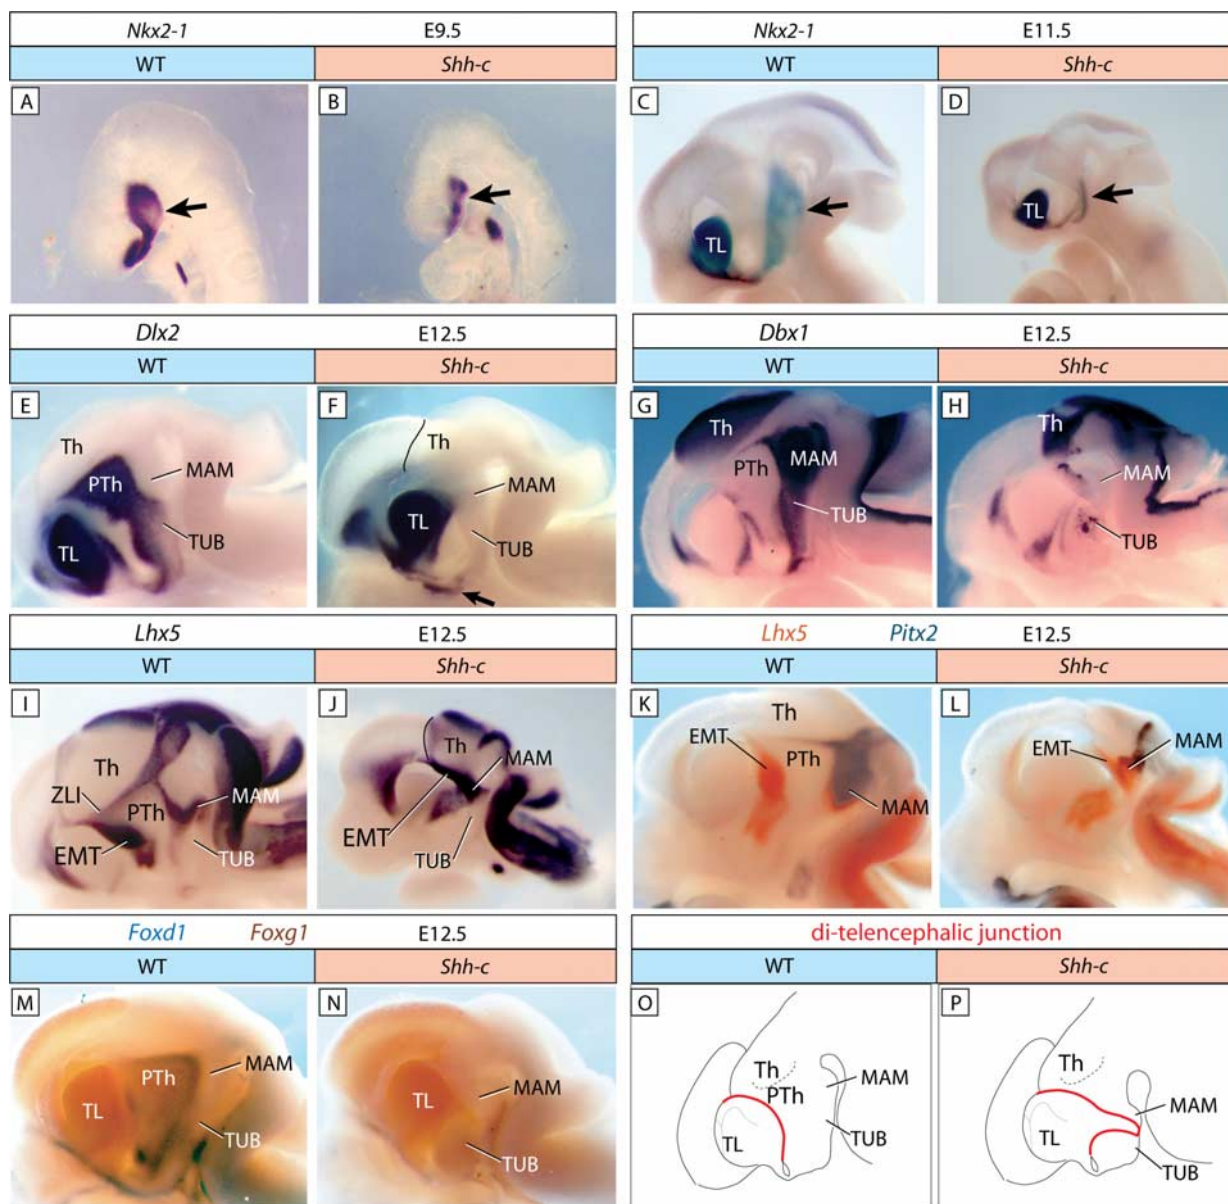 Nkx2-1 E9.5 Nkx2-1 E11.5
WT Shh-c WT Shh-c
A B C D
TL TL
Dlx2 E12.5 Dbx1 E12.5
WT Shh-c WT Shh-c
E F G H
Th Th Th Th
PTh MAM MAM PTh MAM MAM
TL TUB TL TUB TUB TUB
Lhx5 E12.5 Lhx5 Pitx2 E12.5
WT Shh-c WT Shh-c
I J K L
Th Th Th
ZLI PTh MAM MAM EMT PTh EMT MAM
EMT TUB EMT TUB MAM
Foxd1 Foxg1 E12.5 di-telencephalic junction
WT Shh-c WT Shh-c
M N O P
PTh MAM MAM Th PTh MAM Th MAM
TL TUB TL TUB TL TUB TL TUB